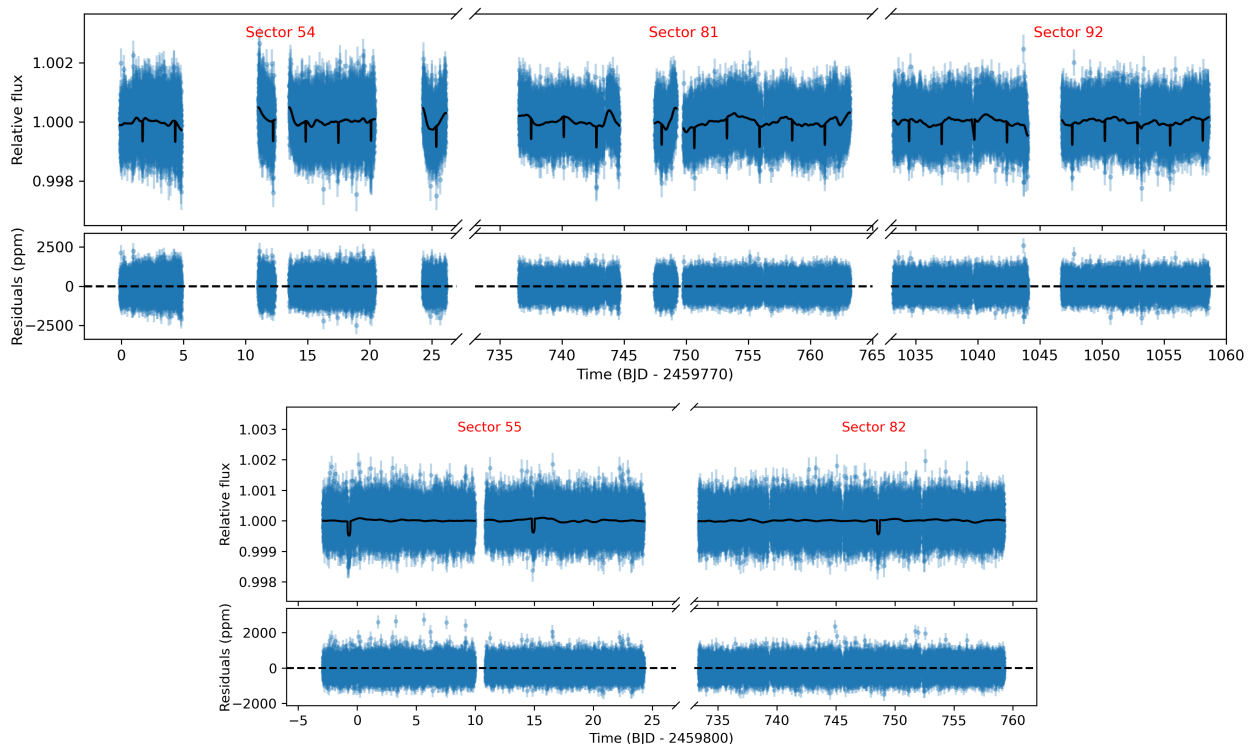 Sector 54 Sector 81 Sector 92
Relative flux
1.002
1.000
0.998
Residuals (ppm)
2500
0
−2500
0 5 10 15 20 25 735 740 745 750 755 760 765 1035 1040 1045 1050 1055 1060
Time (BJD - 2459770)
Sector 55 Sector 82
Relative flux
1.003
1.002
1.001
1.000
0.999
0.998
Residuals (ppm)
2000
0
−2000
−5 0 5 10 15 20 25 735 740 745 750 755 760
Time (BJD - 2459800)